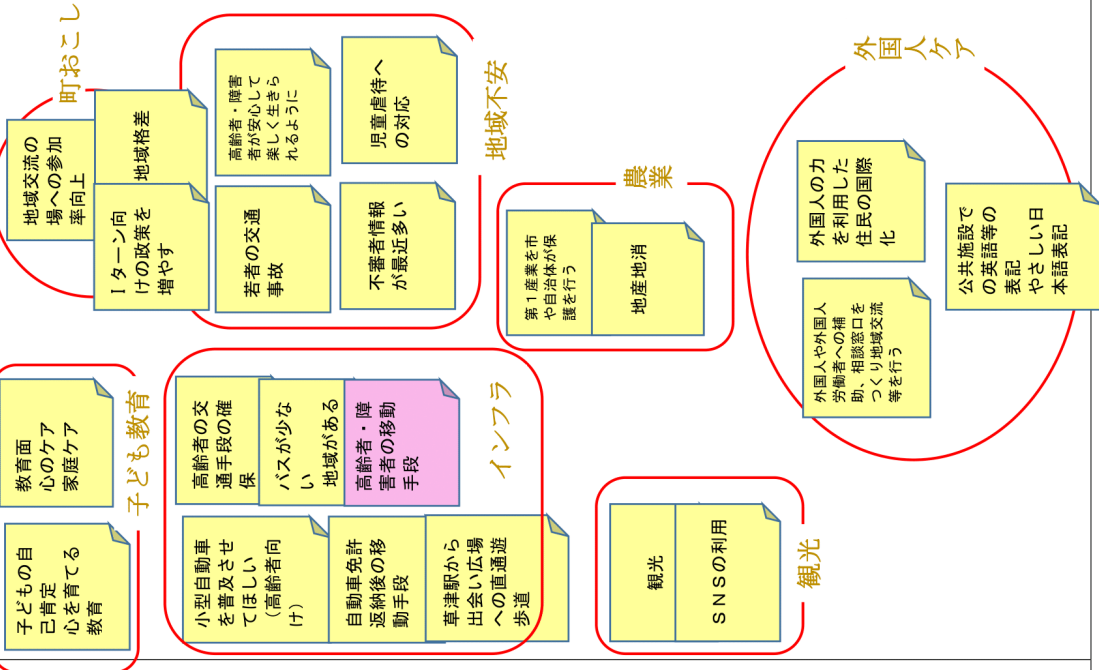 子どもの自
己肯定
心を育てる
教育
教育面
心のケア
家庭ケア
子ども教育
地域交流の
場への参加
率向上
Iターン向
けの政策を
増やす
地域格差
町おこし
小型自動車
を普及させ
てほしい
（高齢者向
け）
自動車免許
返納後の移
動手段
草津駅から
出会い広場
への直通遊
歩道
高齢者の交
通手段の確
保
バスが少な
い
地域がある
高齢者・障
害者の移動
手段
インフラ
若者の交通
事故
高齢者・障害
者が安心して
楽しく生きら
れるように
不審者情報
が最近多い
児童虐待へ
の対応
地域不安
第１産業を市
や自治体が保
護を行う
地産地消
農業
観光
ＳＮＳの利用
観光
外国人や外国人
労働者への補
助、相談窓口を
つくり地域交流
等を行う
外国人の力
を利用した
住民の国際
化
公共施設で
の英語等の
表記
やさしい日
本語表記
外国人ケア